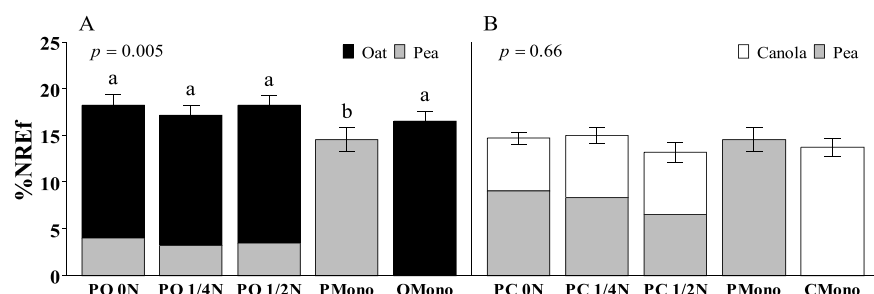 A
B
25
20
15
10
5
0
%NREf
p = 0.005
Oat
Pea
p = 0.66
Canola
Pea
a
a
a
b
a
PO 0N PO 1/4N PO 1/2N PMono OMono PC 0N PC 1/4N PC 1/2N PMono CMono